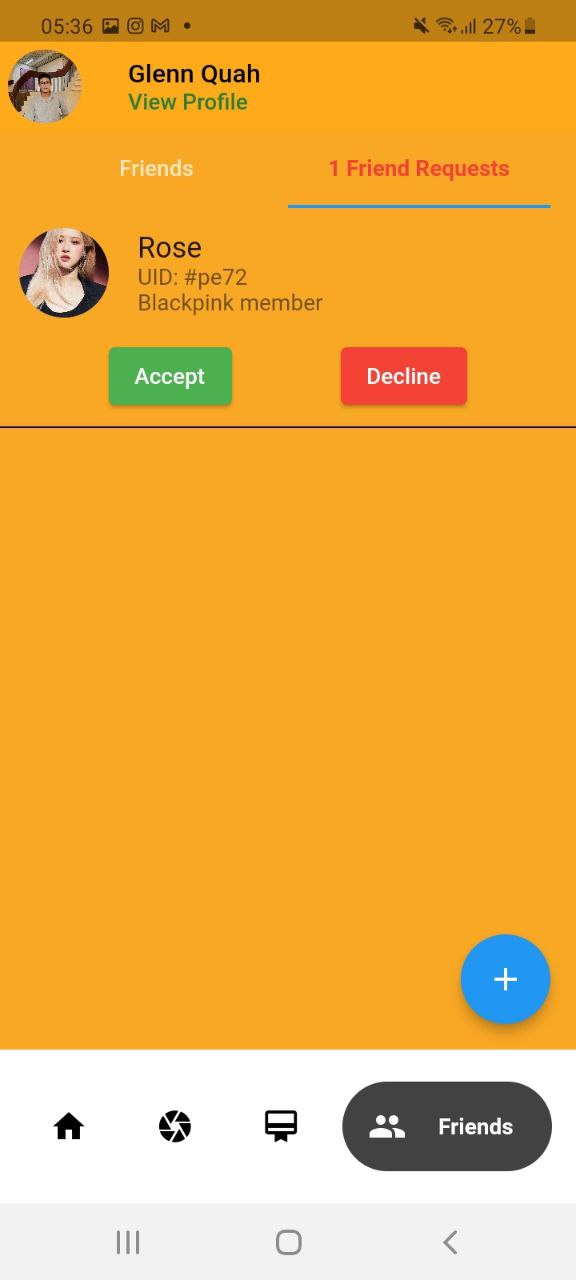 05:36 27%
Glenn Quah
View Profile
Friends 1 Friend Requests
Rose
UID: #pe72
Blackpink member
Accept Decline
Friends